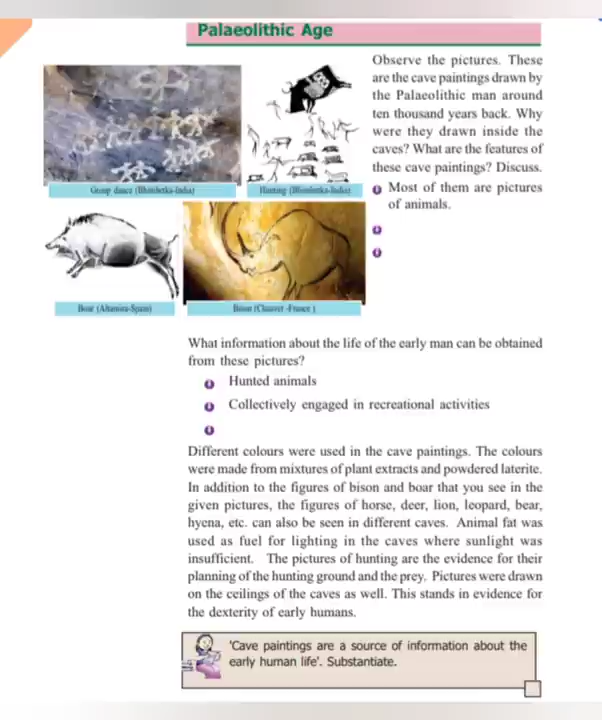 Palaeolithic Age
Observe the pictures. These
are the cave paintings drawn by
the Palaeolithic man around
ten thousand years back. Why
were they drawn inside the
caves? What are the features of
these cave paintings? Discuss.
Most of them are pictures
of animals.
Group dance (Bhimbetka-India)
Hunting (Bhimbetka-India)
Boar (Altamira-Spain)
Bison (Chauvet -France )
What information about the life of the early man can be obtained
from these pictures?
Hunted animals
Collectively engaged in recreational activities
Different colours were used in the cave paintings. The colours
were made from mixtures of plant extracts and powdered laterite.
In addition to the figures of bison and boar that you see in the
given pictures, the figures of horse, deer, lion, leopard, bear,
hyena, etc. can also be seen in different caves. Animal fat was
used as fuel for lighting in the caves where sunlight was
insufficient. The pictures of hunting are the evidence for their
planning of the hunting ground and the prey. Pictures were drawn
on the ceilings of the caves as well. This stands in evidence for
the dexterity of early humans.
'Cave paintings are a source of information about the
early human life'. Substantiate.